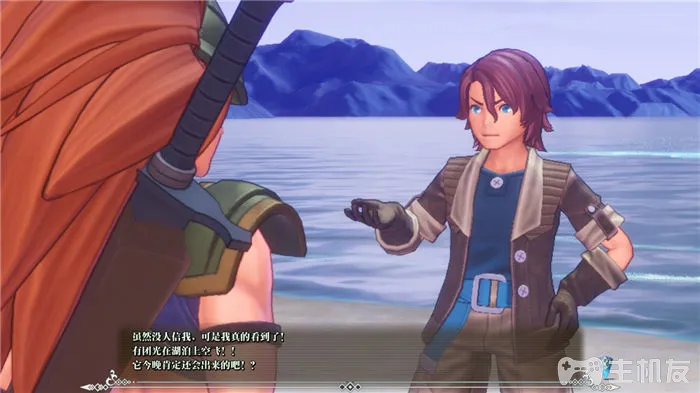 虽然没人信我，可是我真的看到了！
有团光在湖泊上空飞！！
它今晚肯定还会出来的吧！？
主机友